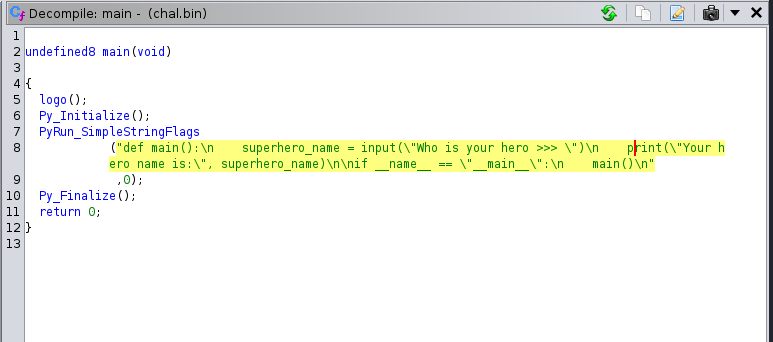 Decompile: main - (chal.bin)
1
2 undefined8 main(void)
3
4 {
5 logo();
6 Py_Initialize();
7 PyRun_SimpleStringFlags
8 ("def main():\n    superhero_name = input(\"Who is your hero >>> \")\n    print(\"Your h
ero name is:\", superhero_name)\n\nif __name__ == \"__main__\":\n    main()\n"
9 ,0);
10 Py_Finalize();
11 return 0;
12 }
13